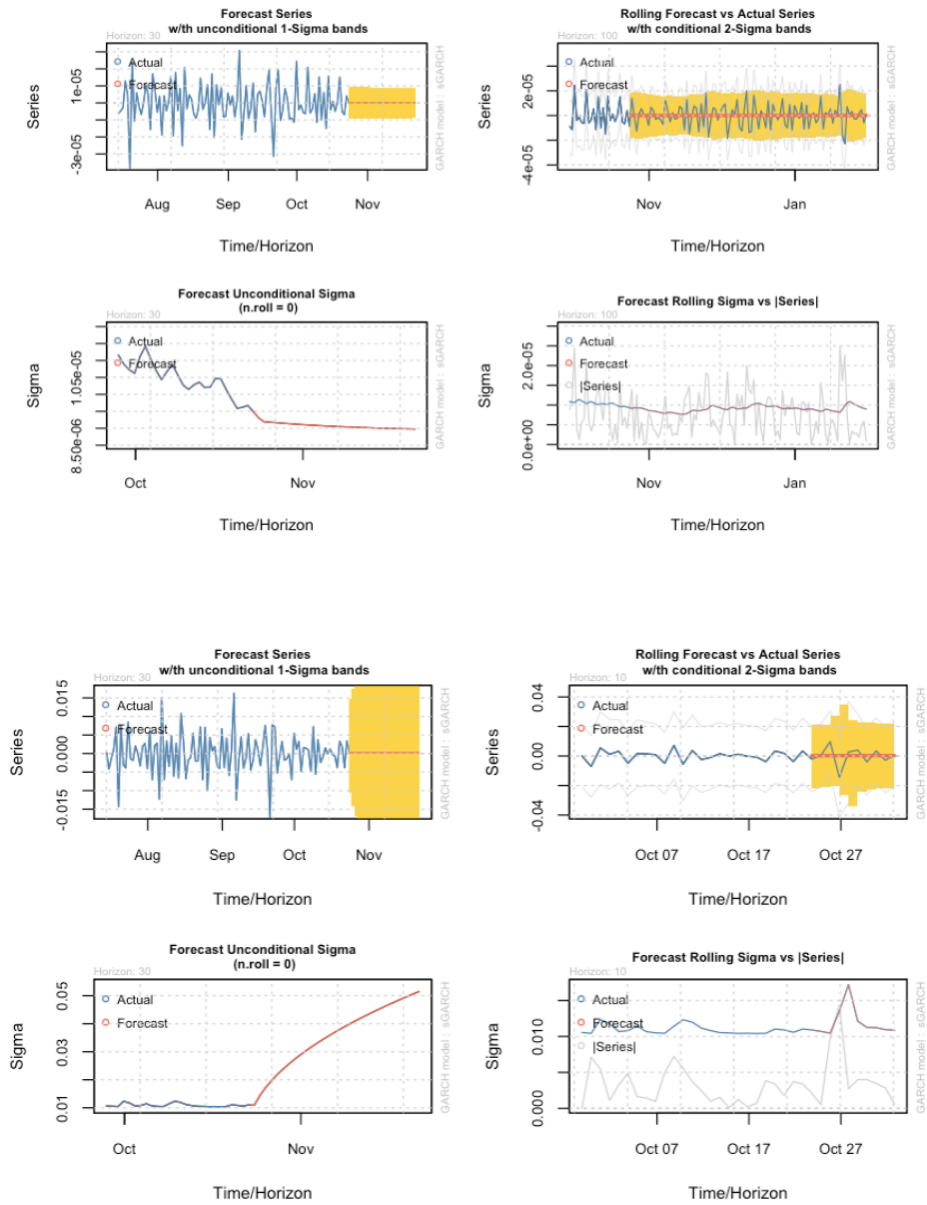 Forecast Series
w/th unconditional 1-Sigma bands
Horizon: 30
Actual
Forecast
Series
1e-05
-3e-05
GARCH model : sGARCH
Aug Sep Oct Nov
Time/Horizon
Rolling Forecast vs Actual Series
w/th conditional 2-Sigma bands
Horizon: 100
Actual
Forecast
Series
2e-05
-4e-05
GARCH model : sGARCH
Nov Jan
Time/Horizon
Forecast Unconditional Sigma
(n.roll = 0)
Horizon: 30
Actual
Forecast
Sigma
1.05e-05
8.50e-06
GARCH model : sGARCH
Oct Nov
Time/Horizon
Forecast Rolling Sigma vs |Series|
Horizon: 100
Actual
Forecast
|Series|
Sigma
2.0e-05
0.0e+00
GARCH model : sGARCH
Nov Jan
Time/Horizon
Forecast Series
w/th unconditional 1-Sigma bands
Horizon: 30
Actual
Forecast
Series
0.015
0.000
-0.015
GARCH model : sGARCH
Aug Sep Oct Nov
Time/Horizon
Rolling Forecast vs Actual Series
w/th conditional 2-Sigma bands
Horizon: 10
Actual
Forecast
Series
0.04
0.00
-0.04
GARCH model : sGARCH
Oct 07 Oct 17 Oct 27
Time/Horizon
Forecast Unconditional Sigma
(n.roll = 0)
Horizon: 30
Actual
Forecast
Sigma
0.05
0.03
0.01
GARCH model : sGARCH
Oct Nov
Time/Horizon
Forecast Rolling Sigma vs |Series|
Horizon: 10
Actual
Forecast
|Series|
Sigma
0.010
0.000
GARCH model : sGARCH
Oct 07 Oct 17 Oct 27
Time/Horizon